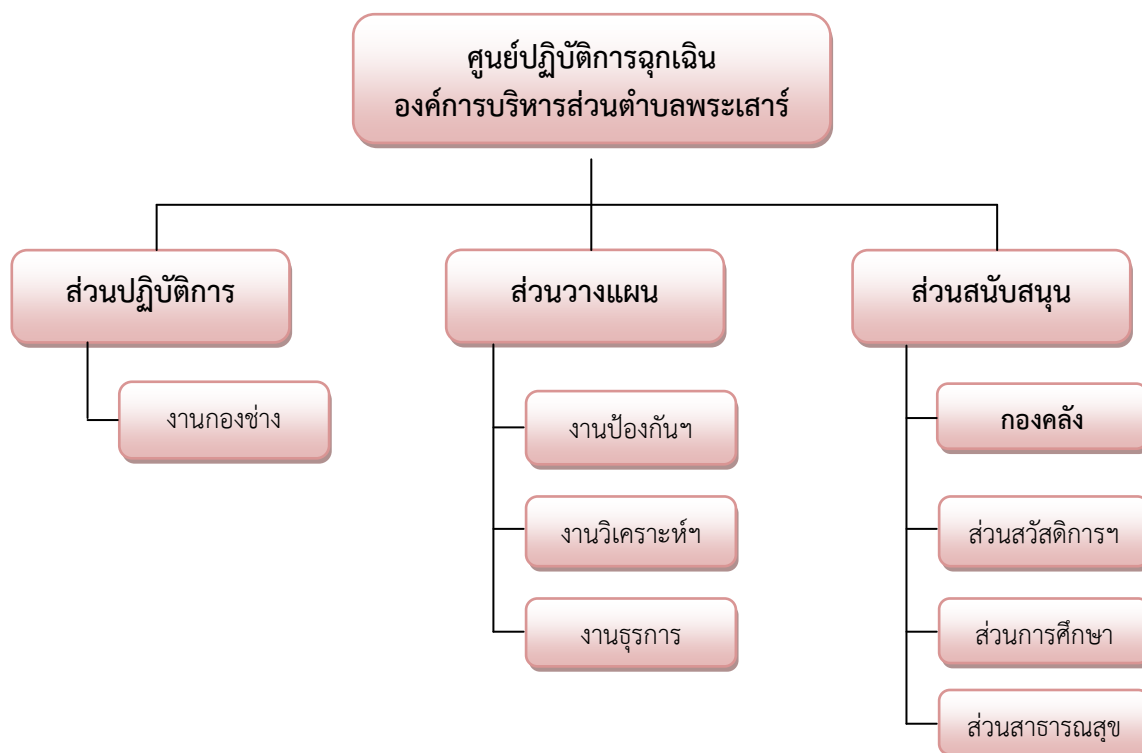 ศูนย์ปฏิบัติการฉุกเฉิน
องค์การบริหารส่วนตำบลพระเสาร์
ส่วนปฏิบัติการ
งานกองช่าง
ส่วนวางแผน
งานป้องกันฯ
งานวิเคราะห์ฯ
งานธุรการ
ส่วนสนับสนุน
กองคลัง
ส่วนสวัสดิการฯ
ส่วนการศึกษา
ส่วนสาธารณสุข